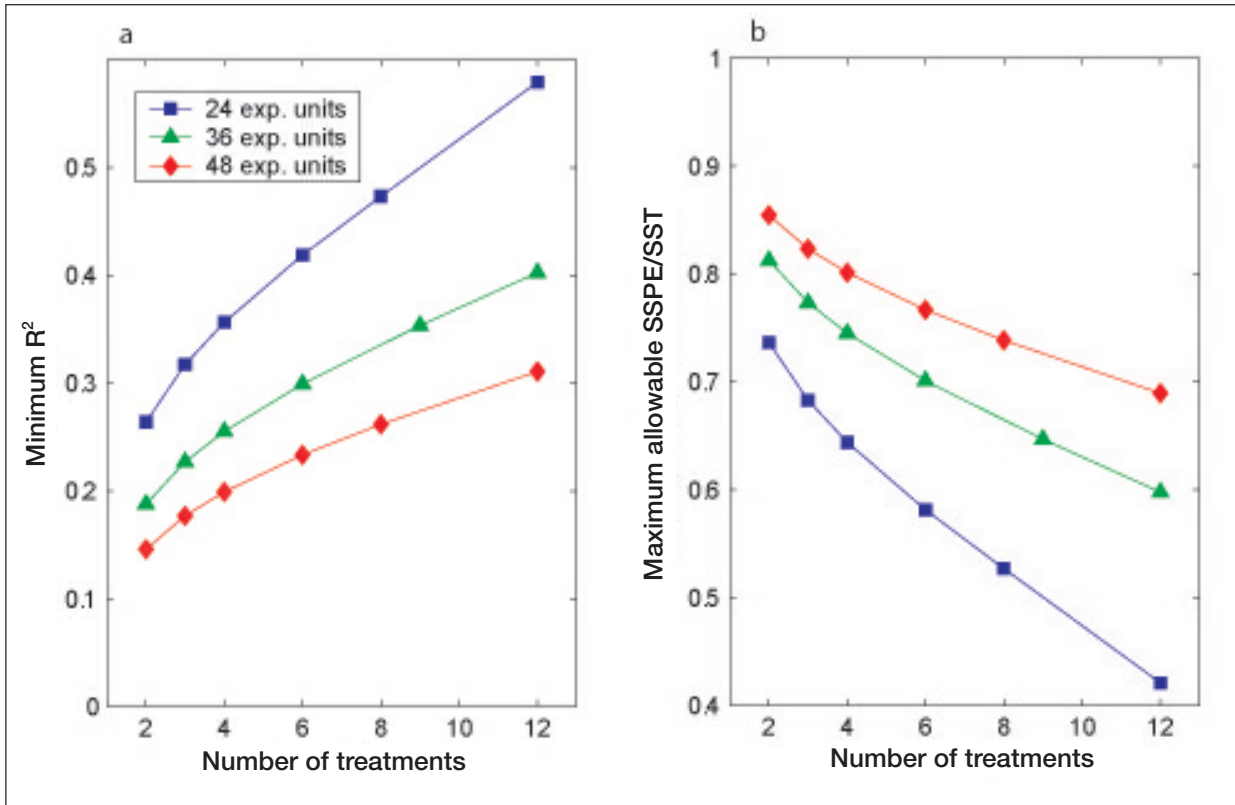 a
24 exp. units
36 exp. units
48 exp. units
0.5
0.4
0.3
0.2
0.1
0
2 4 6 8 10 12
Minimum R²
Number of treatments
b
1
0.9
0.8
0.7
0.6
0.5
0.4
2 4 6 8 10 12
Maximum allowable SSPE/SST
Number of treatments